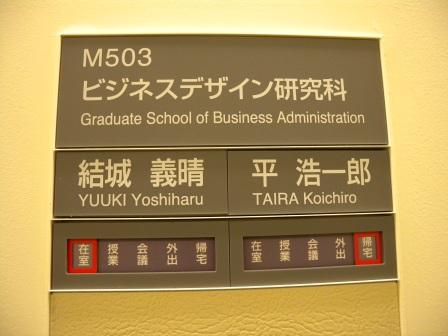 M503
ビジネスデザイン研究科
Graduate School of Business Administration
結城 義晴
YUUKI Yoshiharu
平 浩一郎
TAIRA Koichiro
在室 授業 会議 外出 帰宅
在室 授業 会議 外出 帰宅